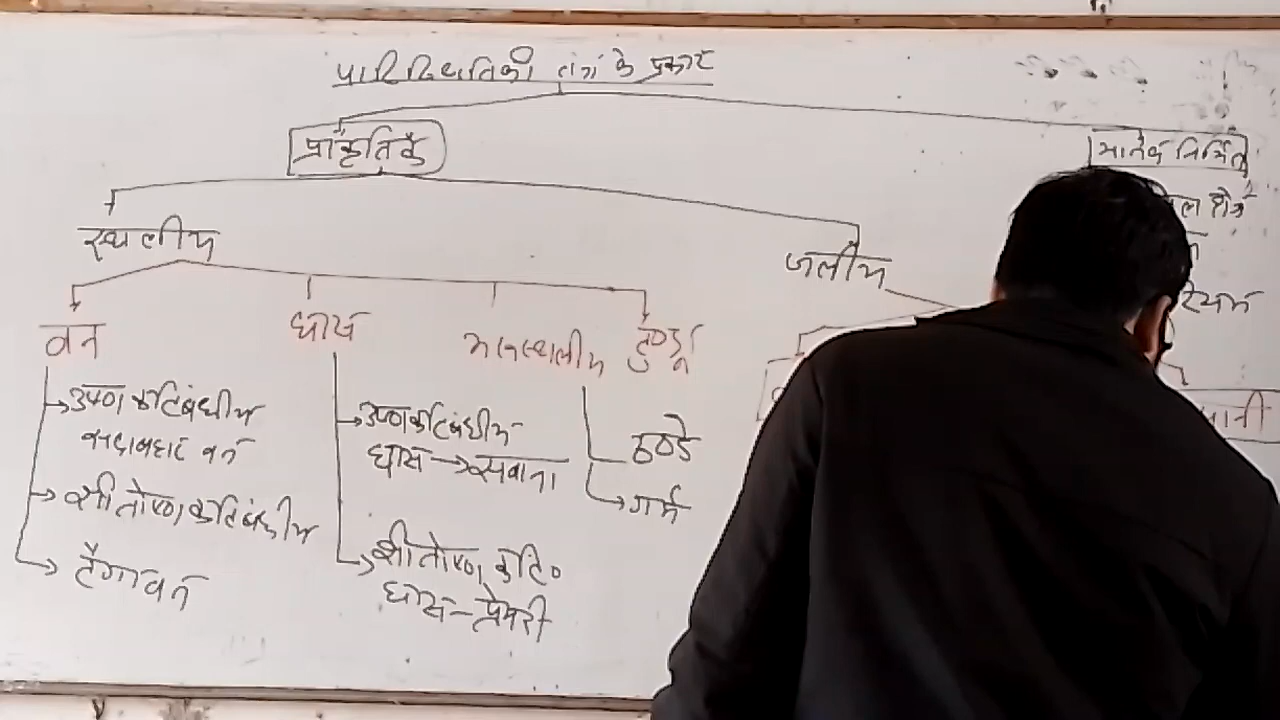 पारिस्थितिकी तंत्र के प्रकार
प्राकृतिक
मानव निर्मित
स्थलीय
जलीय
वन
घास
मरुस्थलीय
टुण्ड्रा
उष्ण कटिबंधीय
सदाबहार वन
शीतोष्ण कटिबंधीय
टैगा वन
उष्ण कटिबंधीय
घास → सवाना
शीतोष्ण कटि०
घास - प्रेयरी
ठण्डे
गर्म